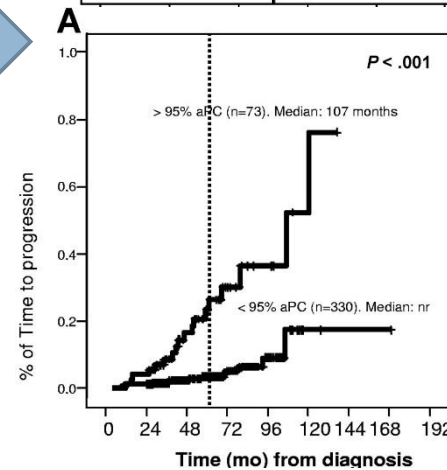 A
P < .001
1.0
> 95% aPC (n=73). Median: 107 months
0.8
0.6
0.4
< 95% aPC (n=330). Median: nr
0.2
0.0
% of Time to progression
0 24 48 72 96 120 144 168 192
Time (mo) from diagnosis